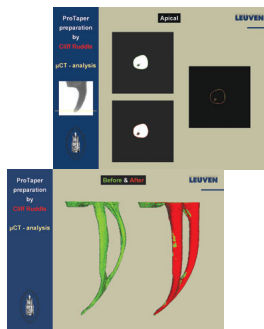 ProTaper
preparation
by
Cliff Ruddle
µCT - analysis
Apical
LEUVEN
ProTaper
preparation
by
Cliff Ruddle
µCT - analysis
Before & After
LEUVEN